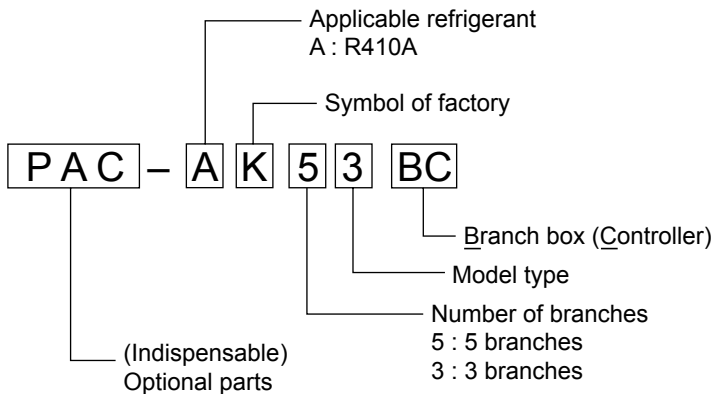 Applicable refrigerant
A : R410A
Symbol of factory
PAC – A K 5 3 BC
Branch box (Controller)
Model type
Number of branches
5 : 5 branches
3 : 3 branches
(Indispensable)
Optional parts